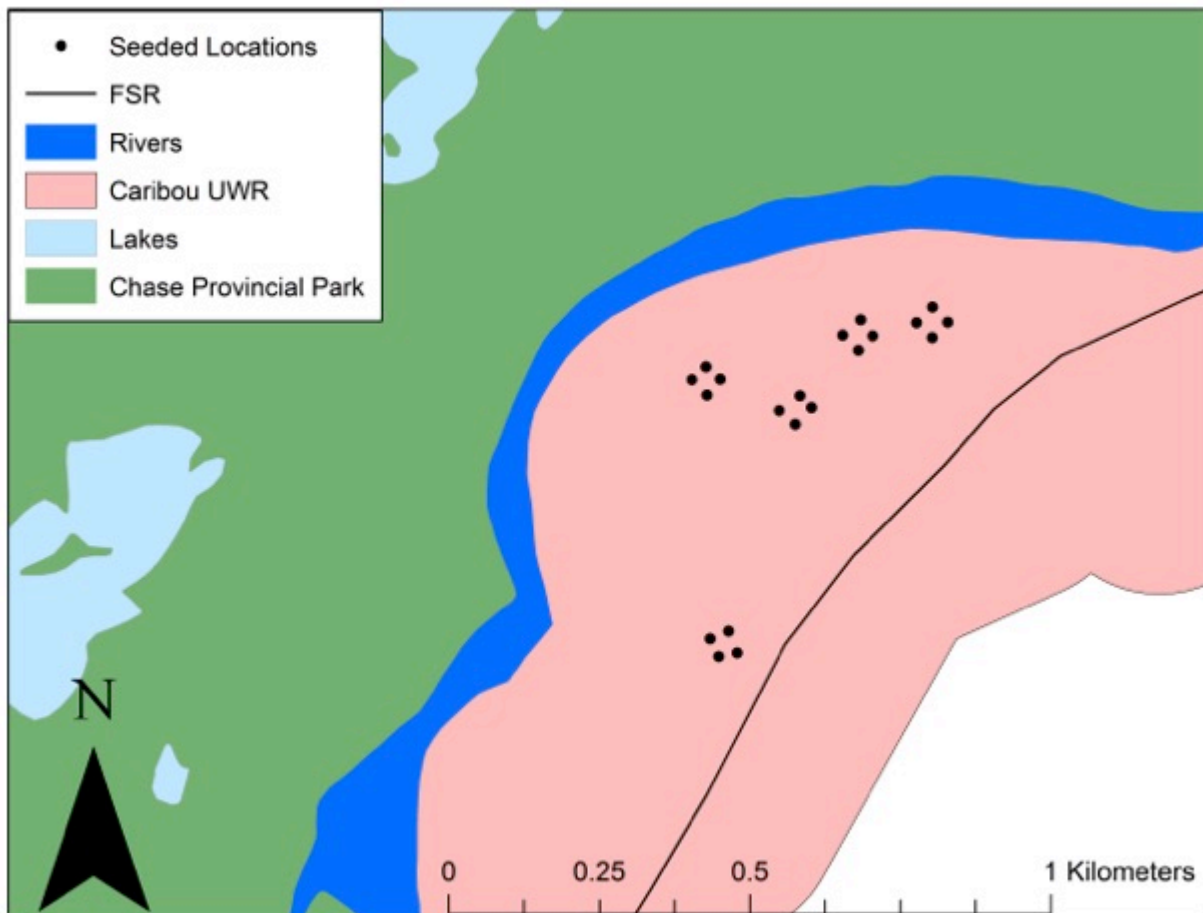 Seeded Locations
FSR
Rivers
Caribou UWR
Lakes
Chase Provincial Park
N
0 0.25 0.5 1 Kilometers